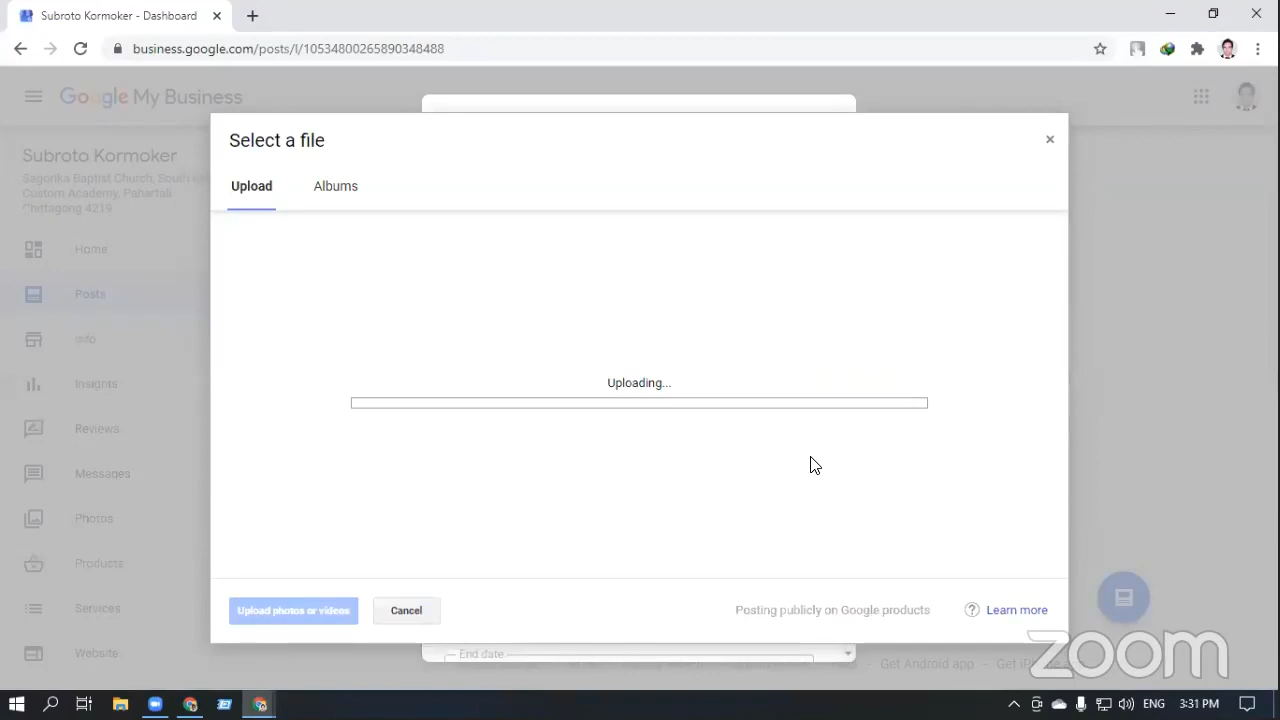 Subroto Kormoker - Dashboard
business.google.com/posts/l/10534800265890348488
Google My Business
Subroto Kormoker
Sagorika Baptist Church, South
Custom Academy, Pahartali
Chittagong 4219
Home
Posts
Info
Insights
Reviews
Messages
Photos
Products
Services
Website
Select a file
Upload Albums
Uploading...
Upload photos or videos Cancel Posting publicly on Google products Learn more
End date
Get Android app - Get
zoom
ENG 3:31 PM